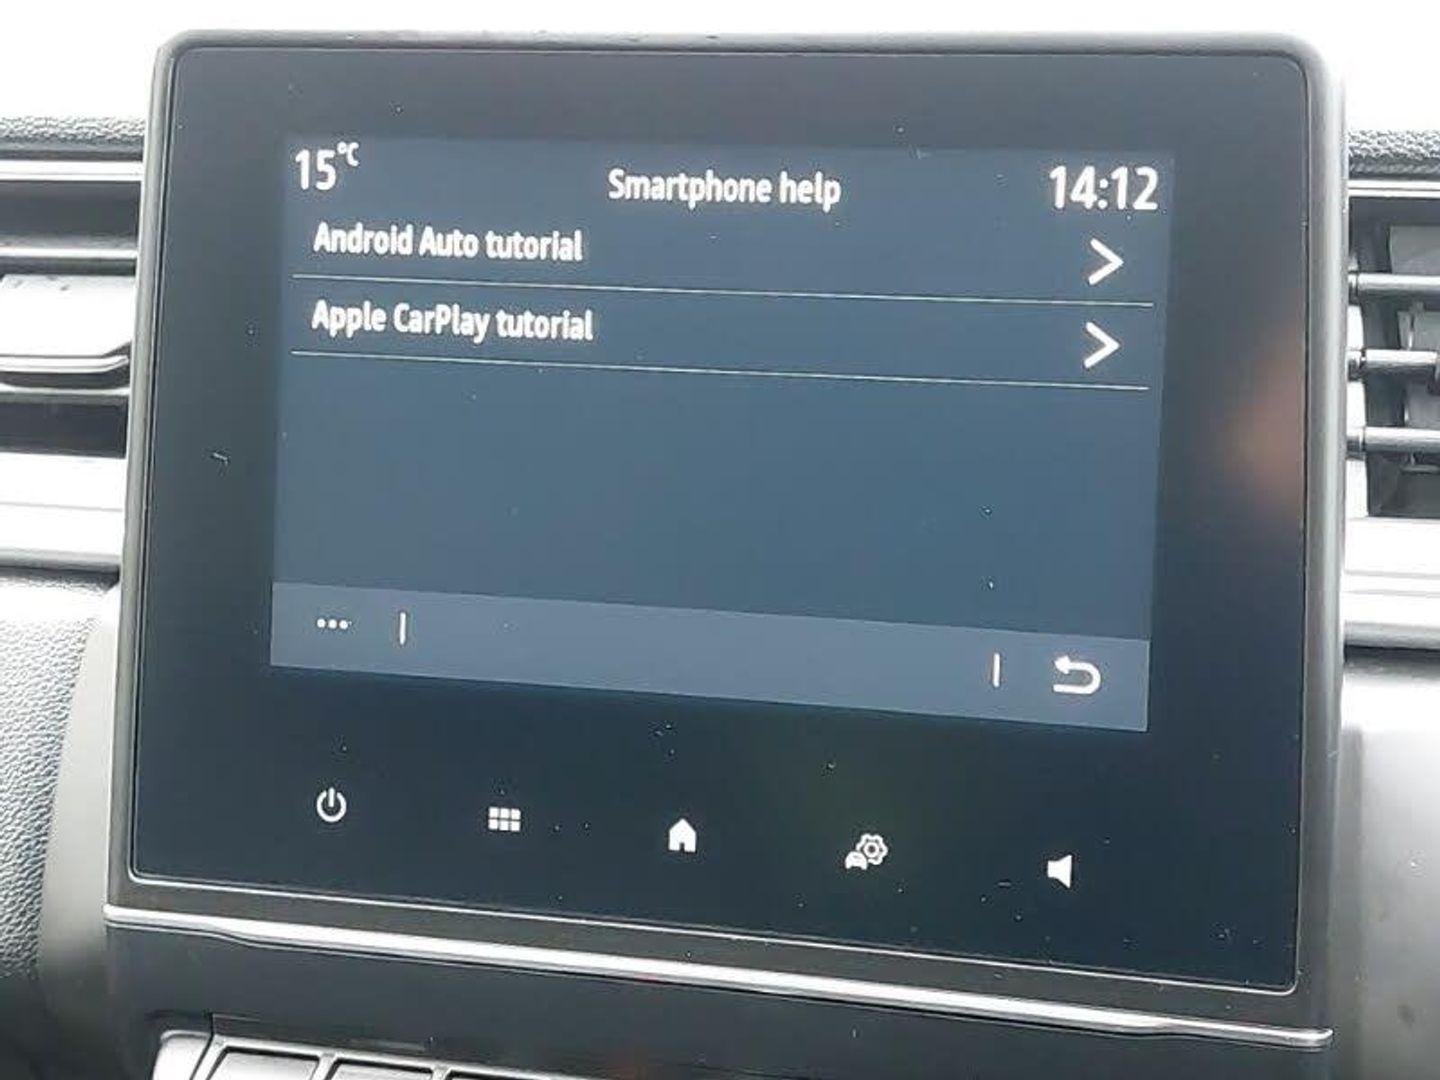 15°C
Smartphone help
14:12
Android Auto tutorial
Apple CarPlay tutorial